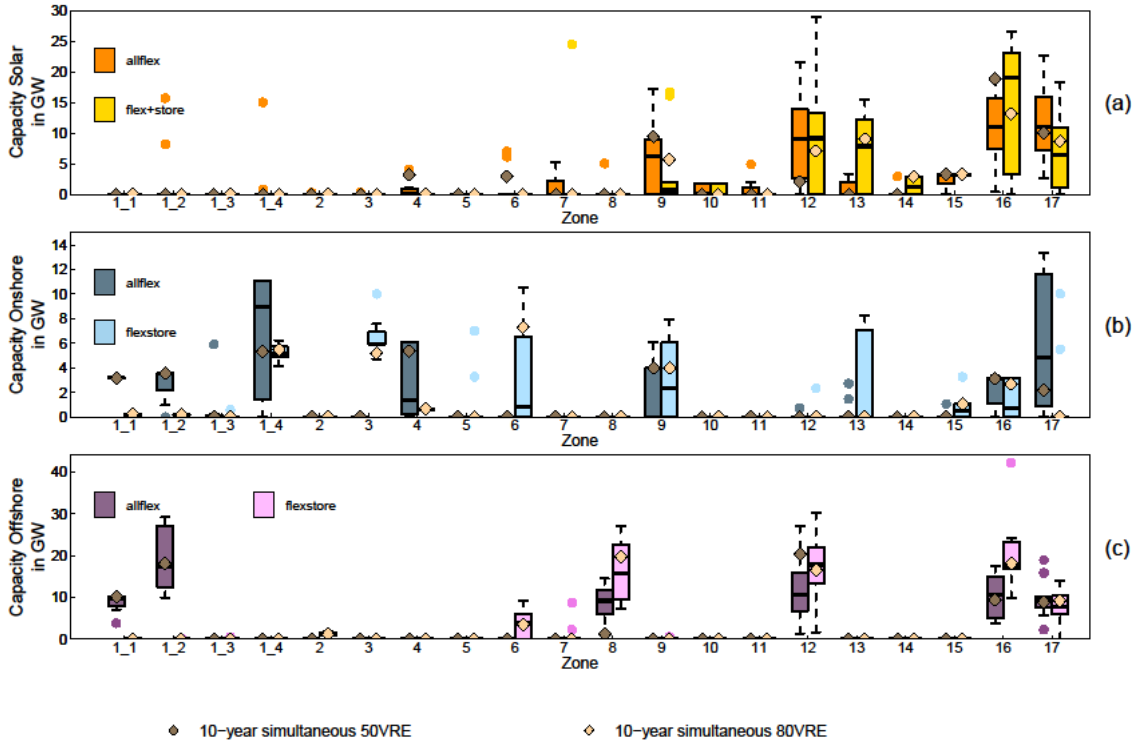 Capacity Solar
in GW
30
25
20
15
10
5
0
allflex
flex+store
(a)
1_1 1_2 1_3 1_4 2 3 4 5 6 7 8 9 10 11 12 13 14 15 16 17
Zone
Capacity Onshore
in GW
14
12
10
8
6
4
2
0
allflex
flexstore
(b)
1_1 1_2 1_3 1_4 2 3 4 5 6 7 8 9 10 11 12 13 14 15 16 17
Zone
Capacity Offshore
in GW
40
30
20
10
0
allflex flexstore
(c)
1_1 1_2 1_3 1_4 2 3 4 5 6 7 8 9 10 11 12 13 14 15 16 17
Zone
10−year simultaneous 50VRE 10−year simultaneous 80VRE